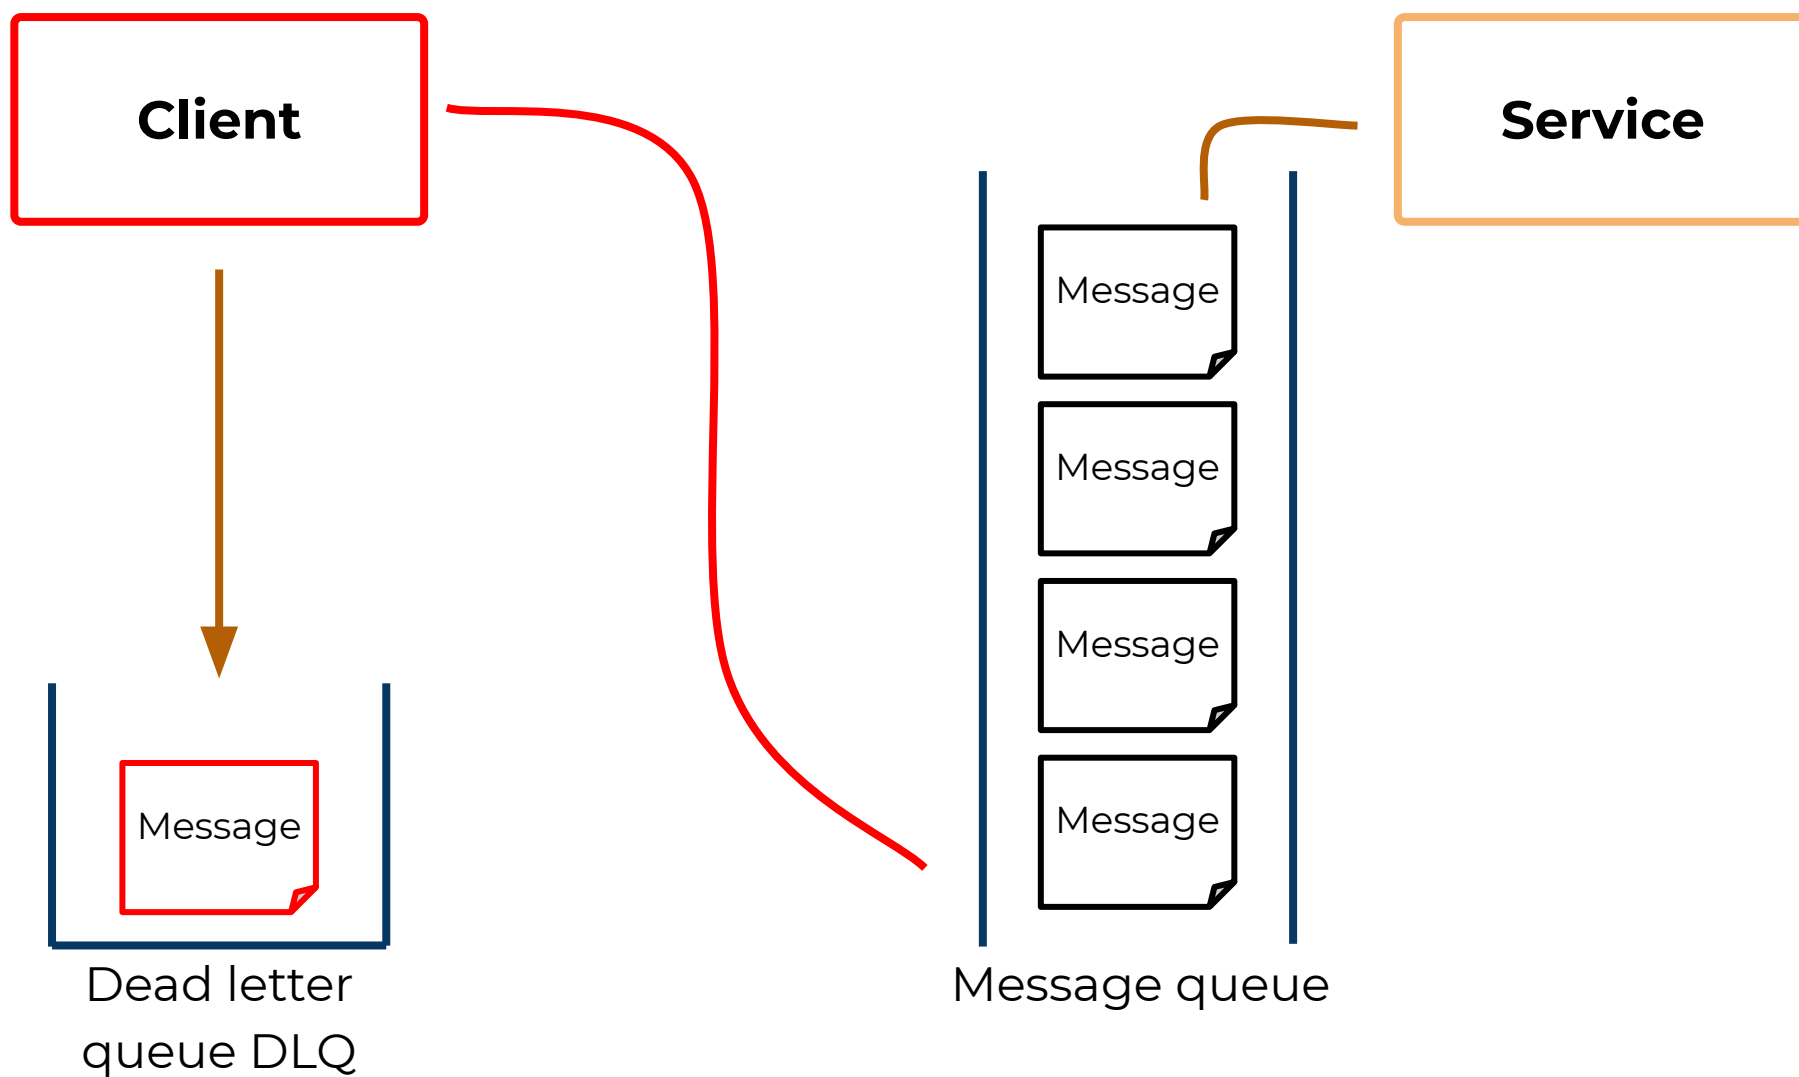 Client
Service
Message
Message
Message
Message
Message
Dead letter
queue DLQ
Message queue